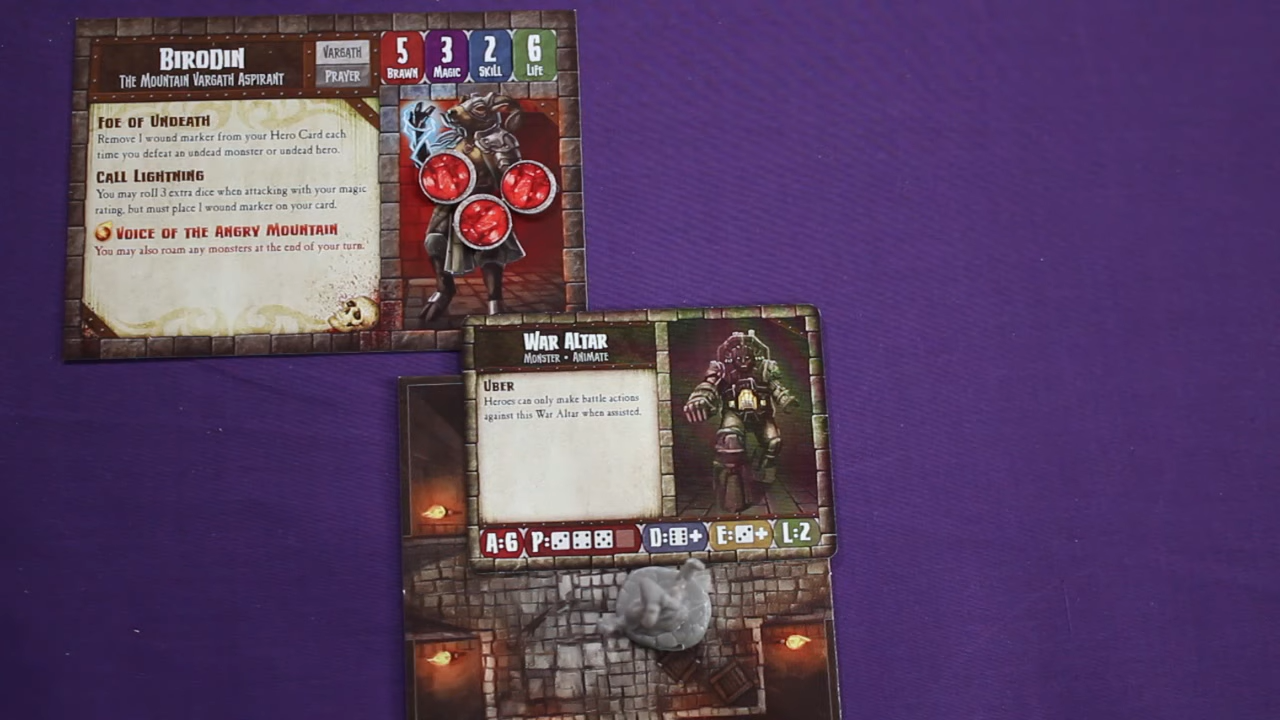 BIRODIN
THE MOUNTAIN VARGATH ASPIRANT
VARGATH
PRAYER
5
BRAWN
3
MAGIC
2
SKILL
6
LIFE
FOE OF UNDEATH
Remove 1 wound marker from your Hero Card each
time you defeat an undead monster or undead hero.
CALL LIGHTNING
You may roll 3 extra dice when attacking with your magic
rating, but must place 1 wound marker on your card.
VOICE OF THE ANGRY MOUNTAIN
You may also roam any monsters at the end of your turn.
WAR ALTAR
MONSTER • ANIMATE
UBER
Heroes can only make battle actions
against this War Altar when assisted.
A:6 P: D: + E: + L:2